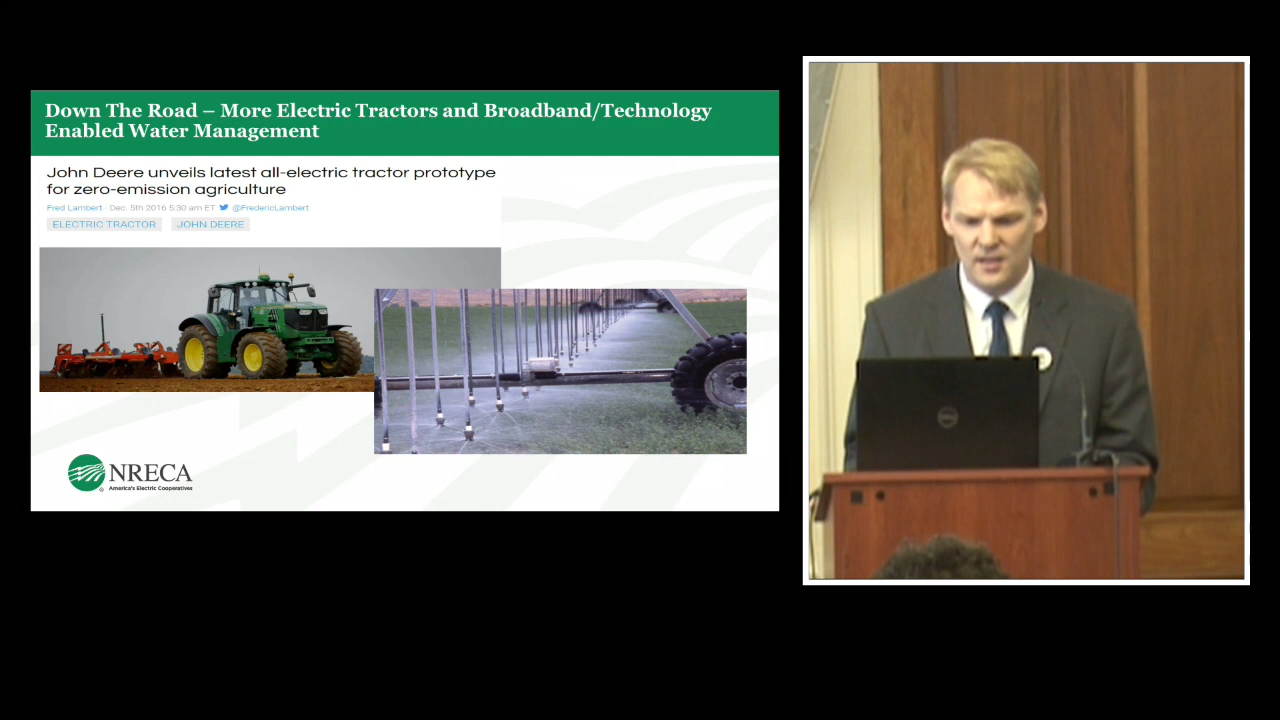 Down The Road – More Electric Tractors and Broadband/Technology
Enabled Water Management
John Deere unveils latest all-electric tractor prototype
for zero-emission agriculture
Fred Lambert - Dec. 5th 2016 5:30 am ET @FredericLambert
ELECTRIC TRACTOR JOHN DEERE
NRECA
America's Electric Cooperatives
DELL